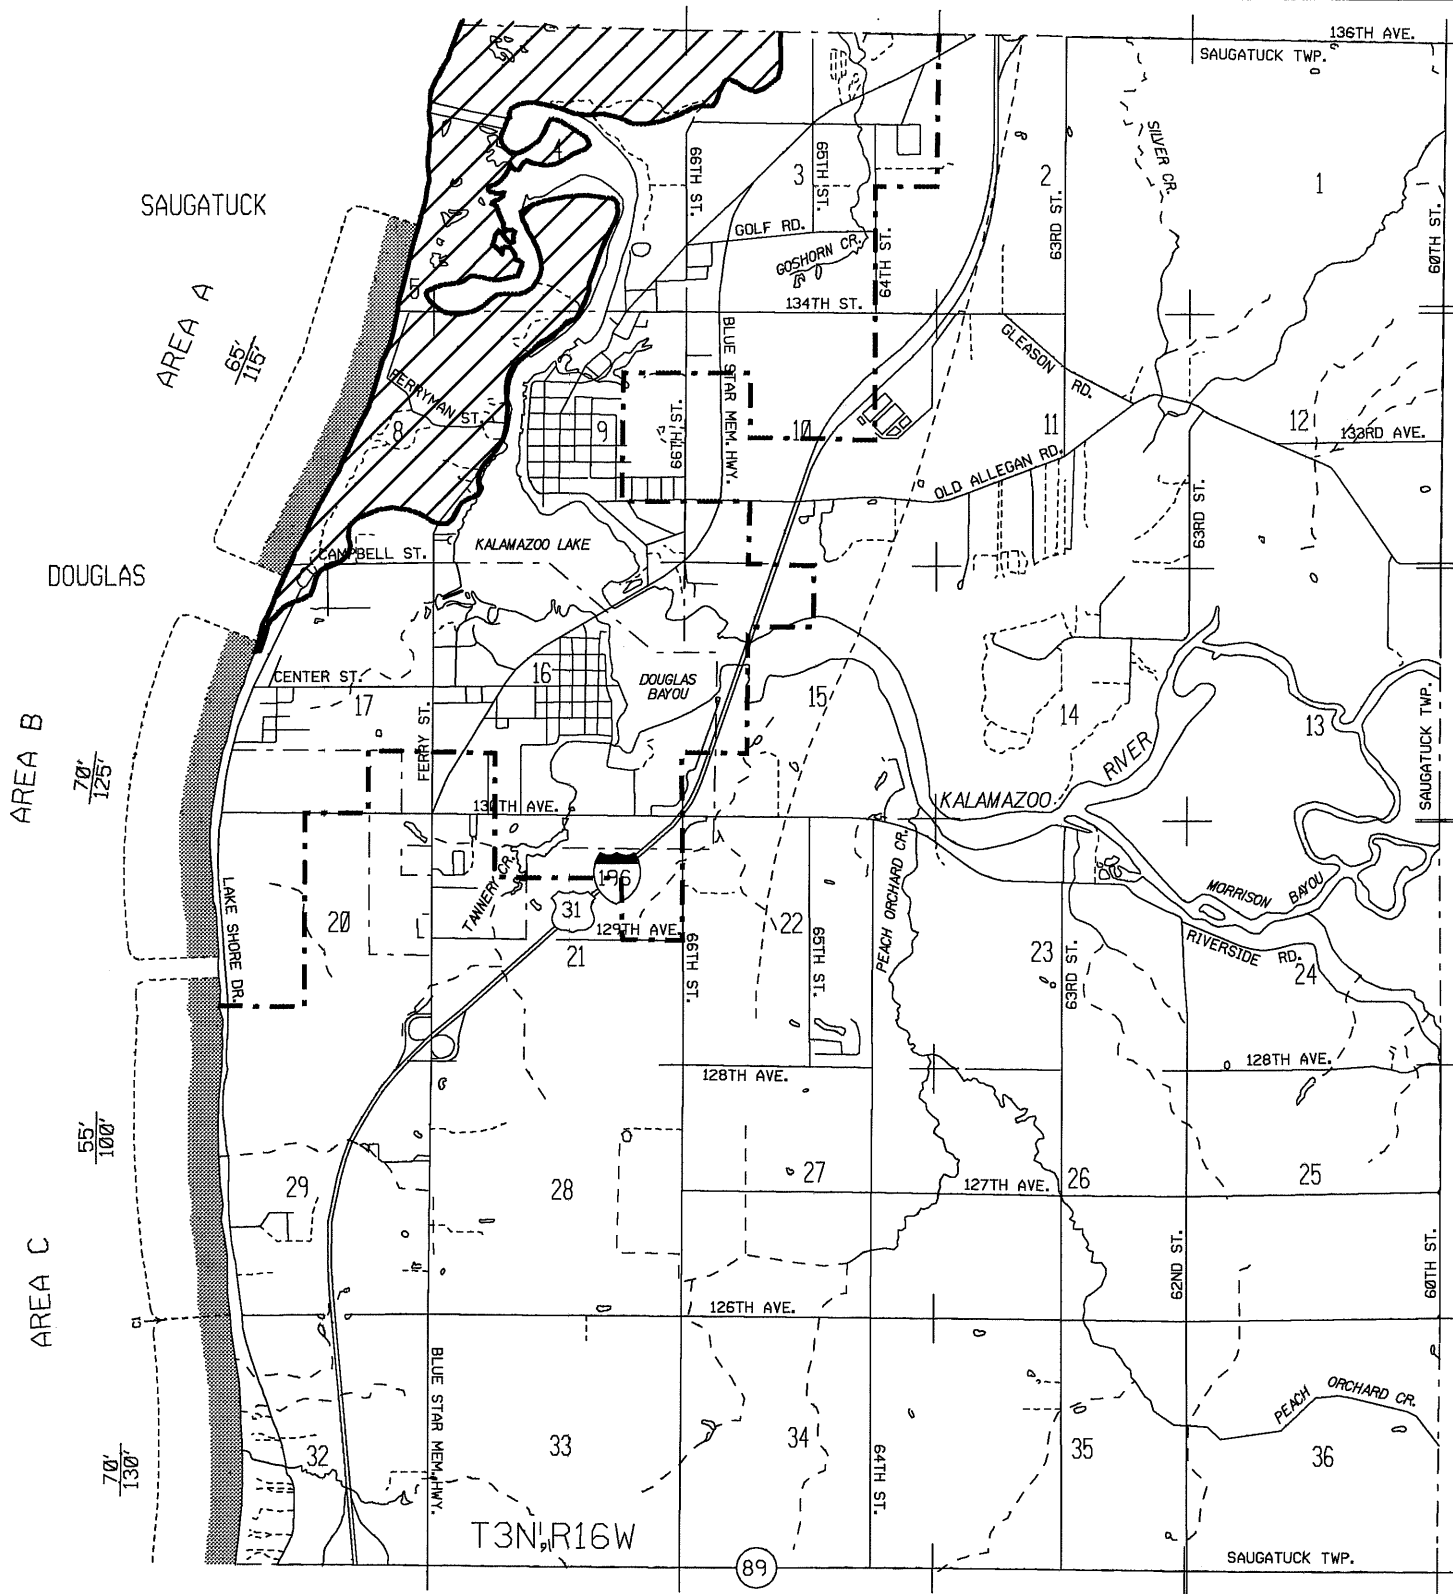 136TH AVE.
SAUGATUCK TWP.
SILVER CR.
4
66TH ST.
3
65TH ST.
2
1
63RD ST.
60TH ST.
SAUGATUCK
GOLF RD.
GOSHORN CR.
64TH ST.
5
134TH ST.
AREA A
65'
115'
BLUE STAR MEM. HWY.
GLEASON RD.
FERRYMAN ST.
8
9
66TH ST.
10
11
12
133RD AVE.
OLD ALLEGAN RD.
63RD ST.
KALAMAZOO LAKE
CAMPBELL ST.
DOUGLAS
CENTER ST.
16
DOUGLAS
BAYOU
17
15
14
13
SAUGATUCK TWP.
FERRY ST.
AREA B
70'
125'
RIVER
KALAMAZOO
130TH AVE.
PEACH ORCHARD CR.
TANNERY CR.
196
31
LAKE SHORE DR.
20
129TH AVE.
21
66TH ST.
22
65TH ST.
23
63RD ST.
MORRISON BAYOU
RIVERSIDE RD.
24
128TH AVE.
128TH AVE.
55'
100'
29
28
27
127TH AVE.
26
25
62ND ST.
60TH ST.
AREA C
C1
126TH AVE.
BLUE STAR MEM. HWY.
PEACH ORCHARD CR.
70'
130'
32
33
34
64TH ST.
35
36
T3N, R16W
89
SAUGATUCK TWP.